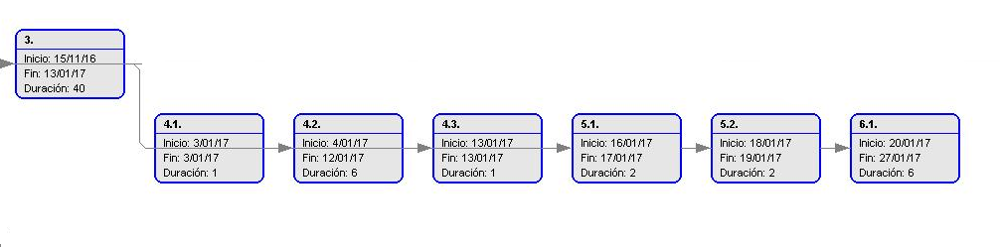 3.
Inicio: 15/11/16
Fin: 13/01/17
Duración: 40
4.1.
Inicio: 3/01/17
Fin: 3/01/17
Duración: 1
4.2.
Inicio: 4/01/17
Fin: 12/01/17
Duración: 6
4.3.
Inicio: 13/01/17
Fin: 13/01/17
Duración: 1
5.1.
Inicio: 16/01/17
Fin: 17/01/17
Duración: 2
5.2.
Inicio: 18/01/17
Fin: 19/01/17
Duración: 2
6.1.
Inicio: 20/01/17
Fin: 27/01/17
Duración: 6